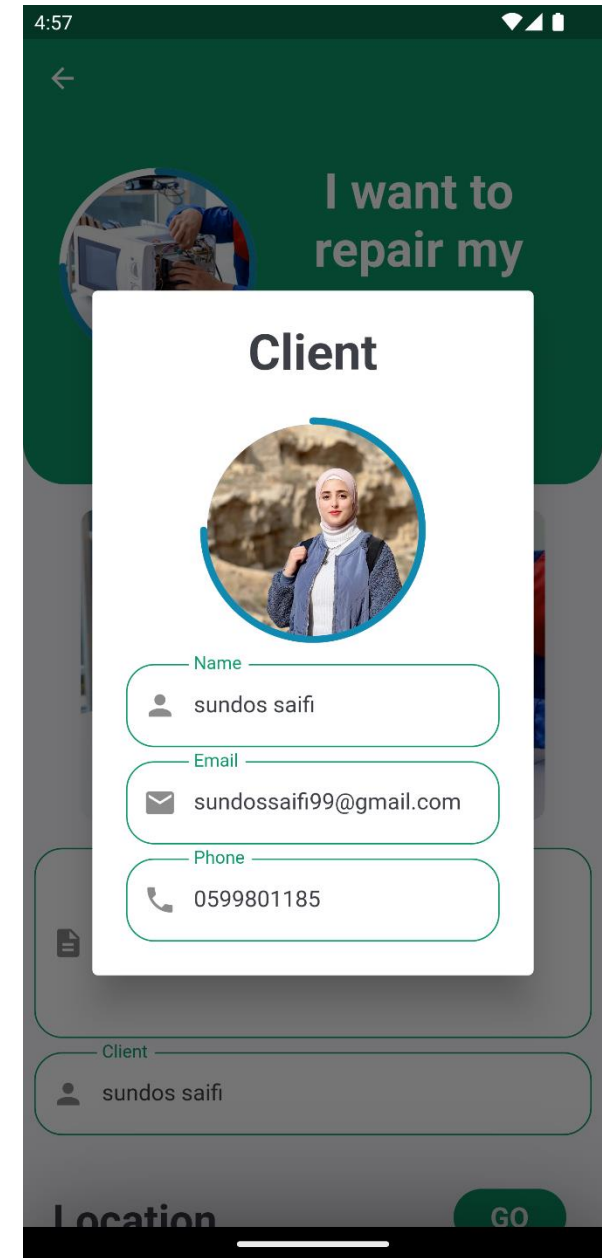 4:57
I want to
repair my
Client
Name
sundos saifi
Email
sundossaifi99@gmail.com
Phone
0599801185
Client
sundos saifi
Location
GO